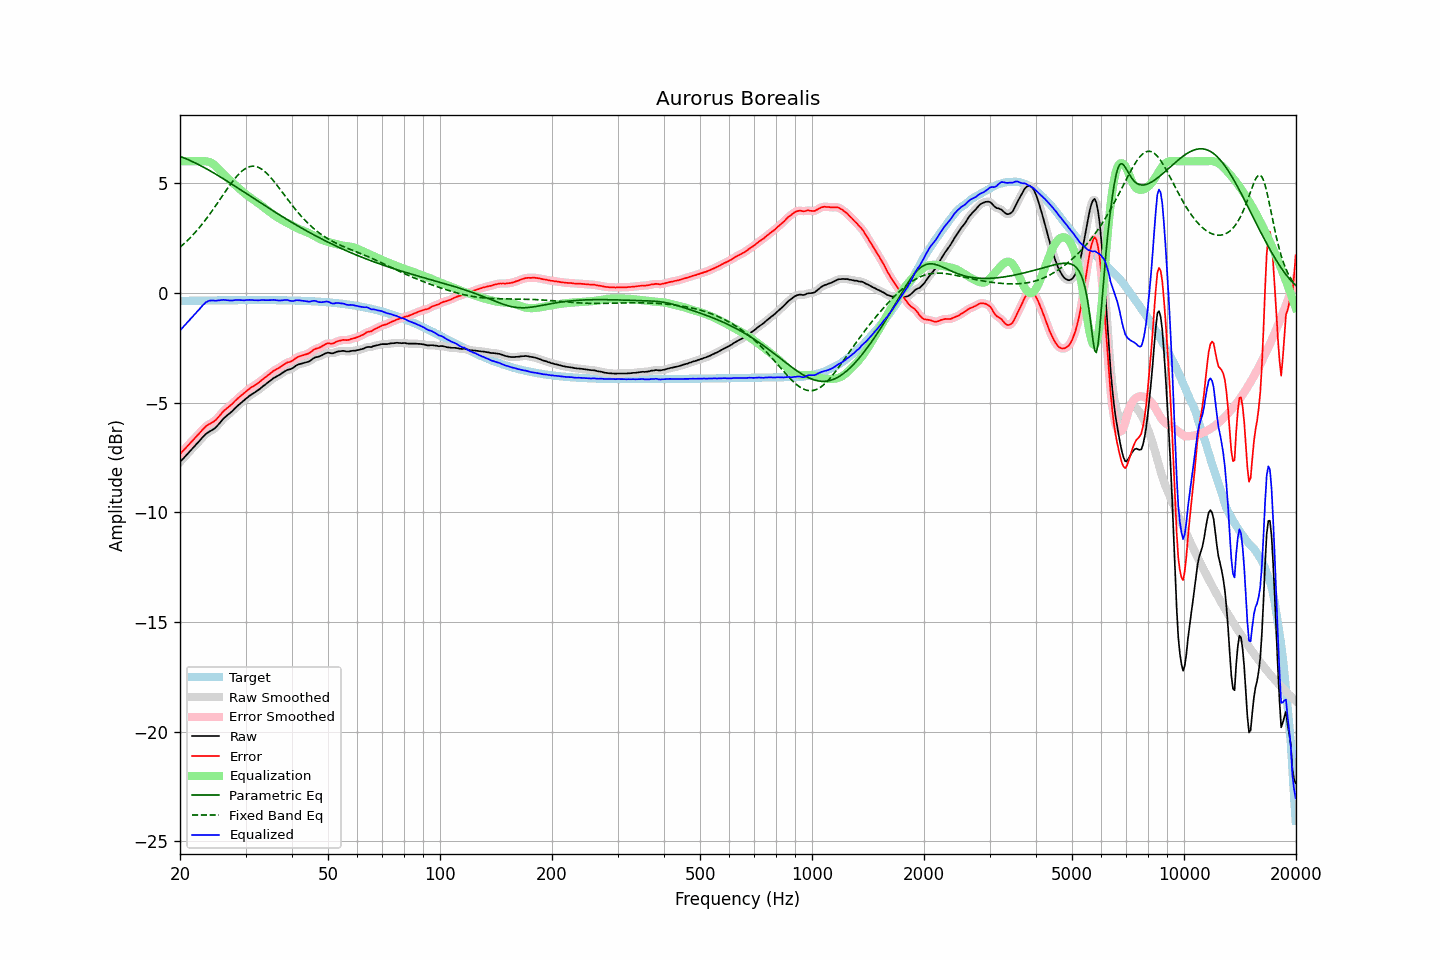 Aurorus Borealis
Amplitude (dBr)
5
0
−5
−10
−15
−20
−25
Target
Raw Smoothed
Error Smoothed
Raw
Error
Equalization
Parametric Eq
Fixed Band Eq
Equalized
20 50 100 200 500 1000 2000 5000 10000 20000
Frequency (Hz)